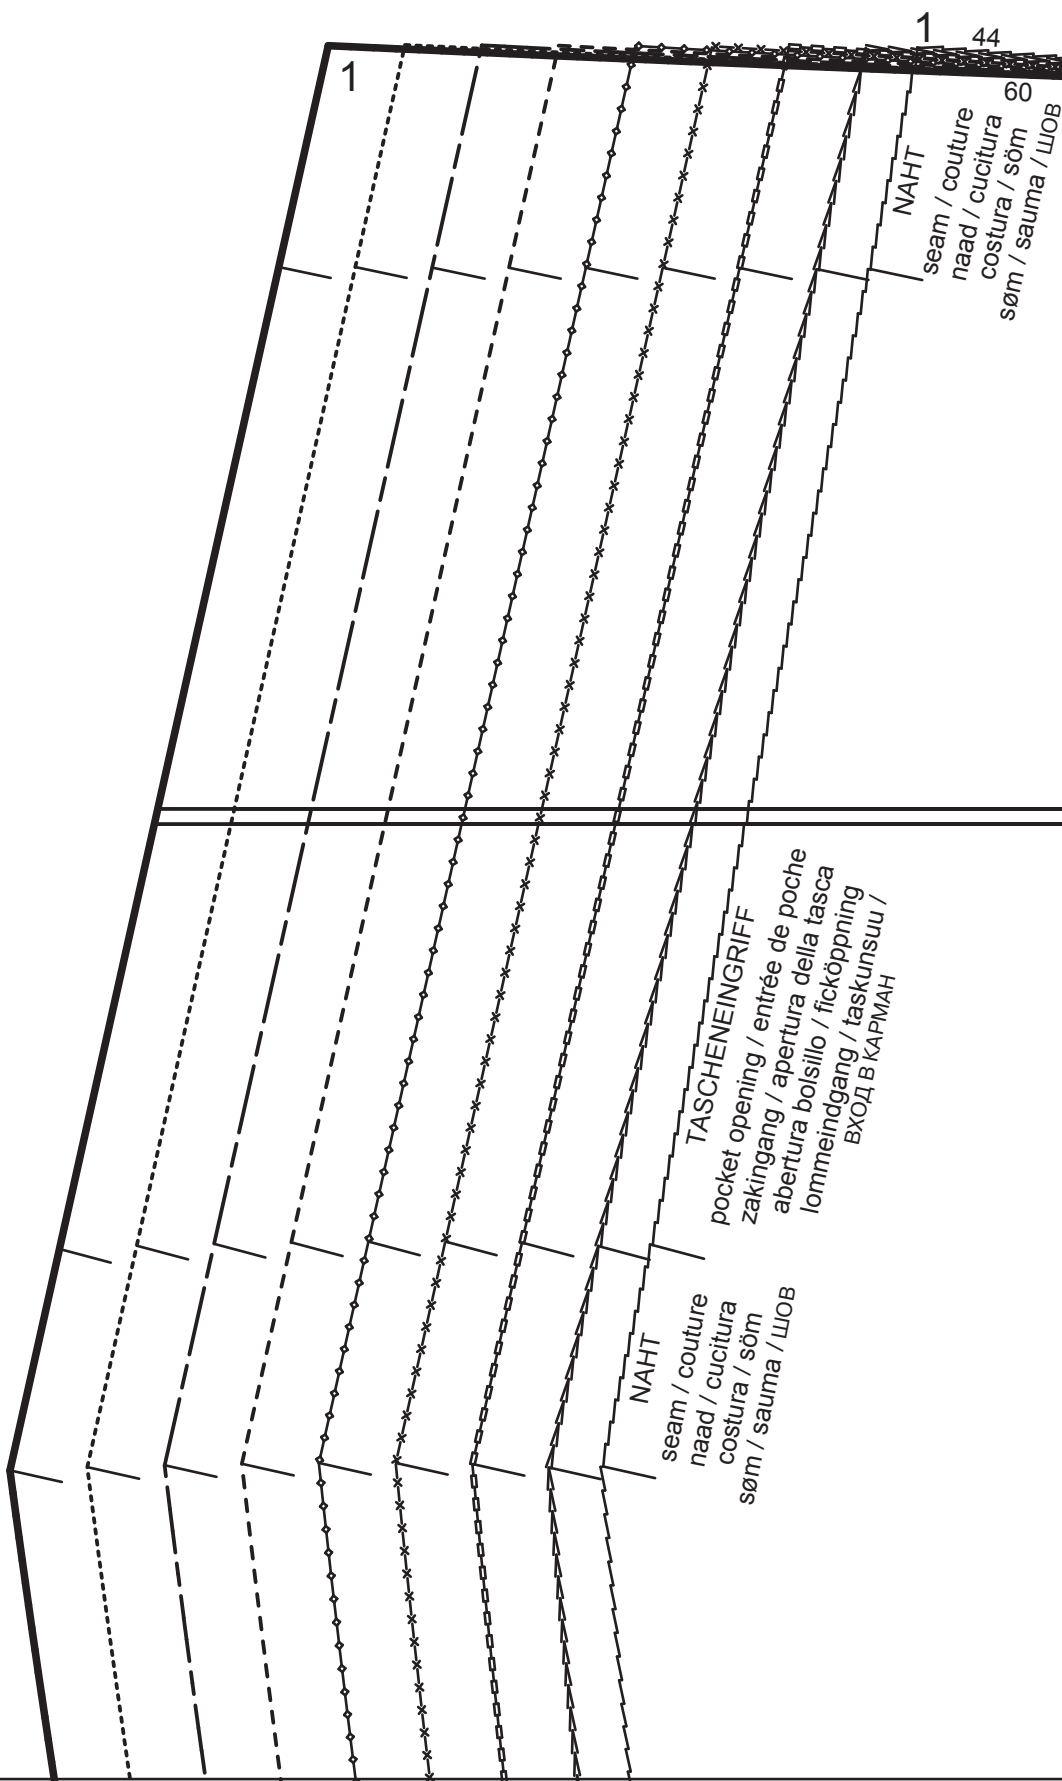 1
44
1
60
NAHT
seam / couture
naad / cucitura
costura / söm
søm / sauma / ШОВ
TASCHENEINGRIFF
pocket opening / entrée de poche
zakingang / apertura della tasca
abertura bolsillo / ficköppning
lommeindgang / taskunsuu /
ВХОД В КАРМАН
NAHT
seam / couture
naad / cucitura
costura / söm
søm / sauma / ШОВ